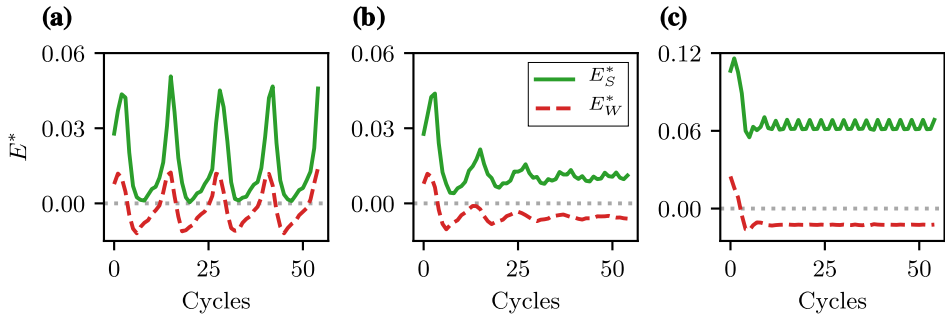 (a) (b) (c)
0.06 0.06 0.12
E*_S
E*_W
0.03 0.03 0.06
E*
0.00 0.00 0.00
0 25 50 0 25 50 0 25 50
Cycles Cycles Cycles